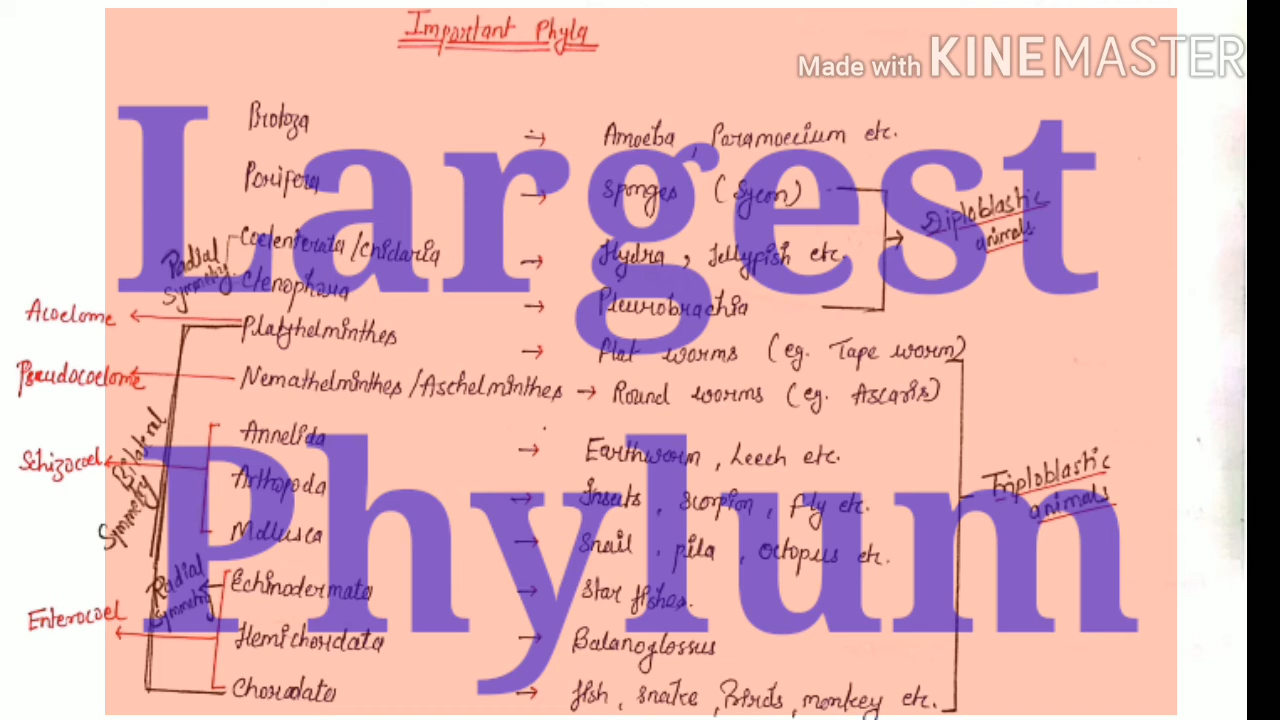 Important Phyla
Made with KINEMASTER
Largest
Phylum
Protoza → Amoeba, Paramoecium etc.
Porifera → Sponges (Sycon)
Coelenterata/Chidaria → Hydra, Jellyfish etc.
Ctenophora → Pleurobrachia
Radial Symmetry
Diploblastic animals
Acoelome
Platyhelminthes → Flat worms (eg. Tape worm)
Pseudocoelome
Nemathelminthes/Aschelminthes → Round worms (eg. Ascaris)
Annelida → Earthworm, Leech etc.
Schizocoel
Bilateral Symmetry
Arthopoda → Insects, Scorpion, fly etc.
Triploblastic animals
Mollusca → Snail, pila, octopus etc.
Radial Symmetry
Echinodermata → Star fishes.
Enterocoel
Hemichordata → Balanoglossus
Chordata → fish, snake, Birds, monkey etc.